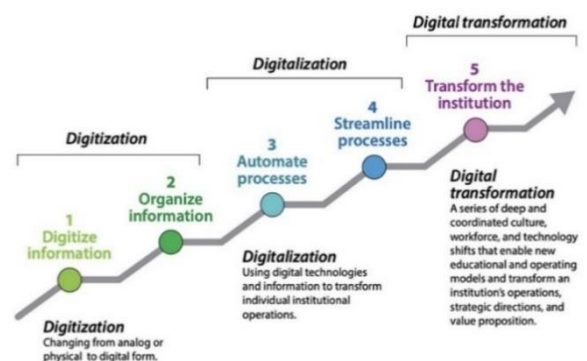 Digital transformation
Digitalization
Digitization
5
Transform the
institution
4
Streamline
processes
3
Automate
processes
2
Organize
information
1
Digitize
information
Digital
transformation
A series of deep and
coordinated culture,
workforce, and technology
shifts that enable new
educational and operating
models and transform an
institution's operations,
strategic directions, and
value proposition.
Digitalization
Using digital technologies
and information to transform
individual institutional
operations.
Digitization
Changing from analog or
physical to digital form.